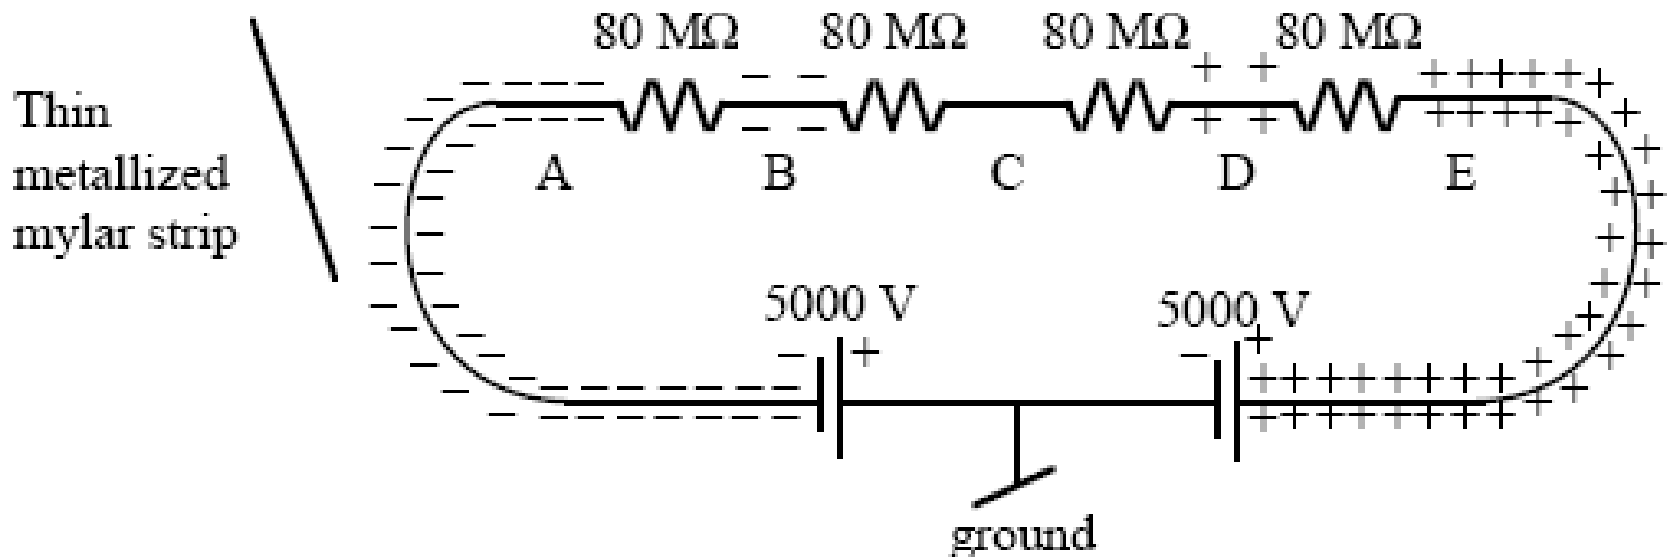 80 MΩ 80 MΩ 80 MΩ 80 MΩ
Thin
metallized
mylar strip
A B C D E
5000 V 5000 V
ground